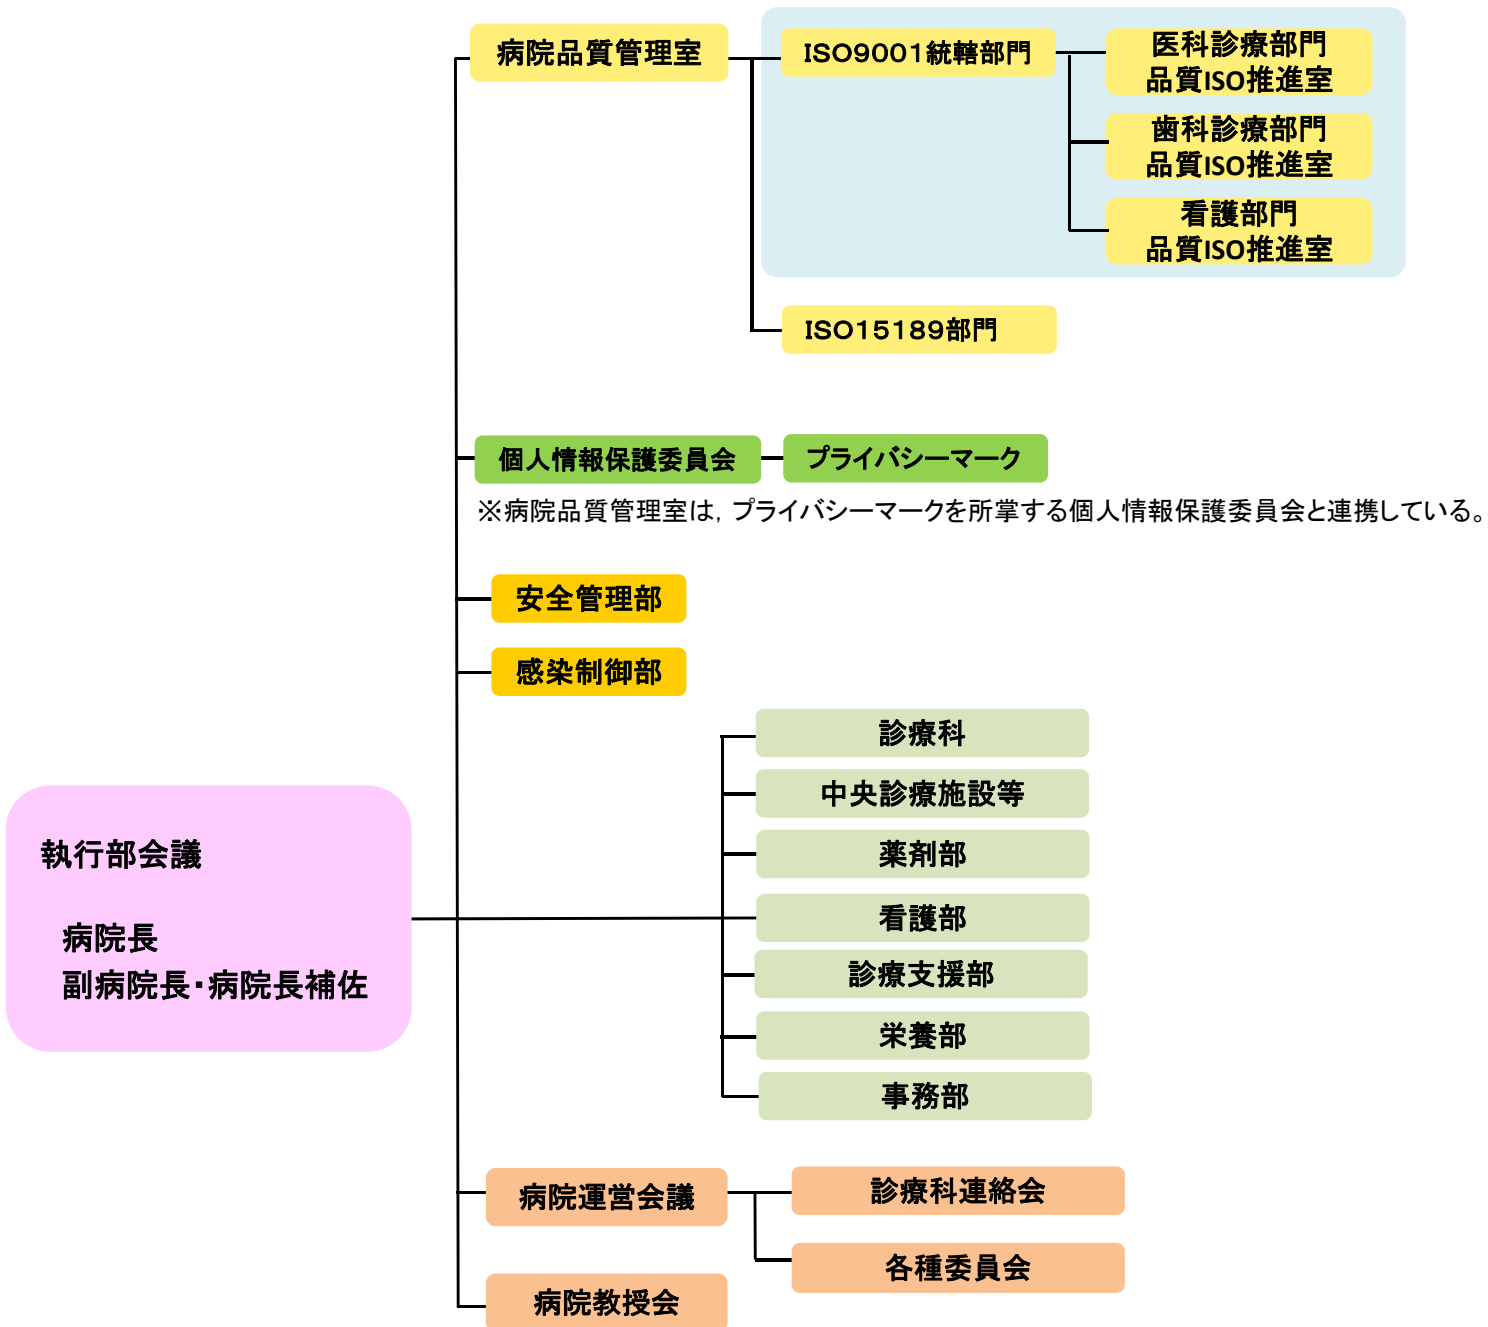 病院品質管理室
ISO9001統轄部門
医科診療部門
品質ISO推進室
歯科診療部門
品質ISO推進室
看護部門
品質ISO推進室
ISO15189部門
個人情報保護委員会
プライバシーマーク
※病院品質管理室は，プライバシーマークを所掌する個人情報保護委員会と連携している。
安全管理部
感染制御部
執行部会議
病院長
副病院長・病院長補佐
診療科
中央診療施設等
薬剤部
看護部
診療支援部
栄養部
事務部
病院運営会議
診療科連絡会
各種委員会
病院教授会